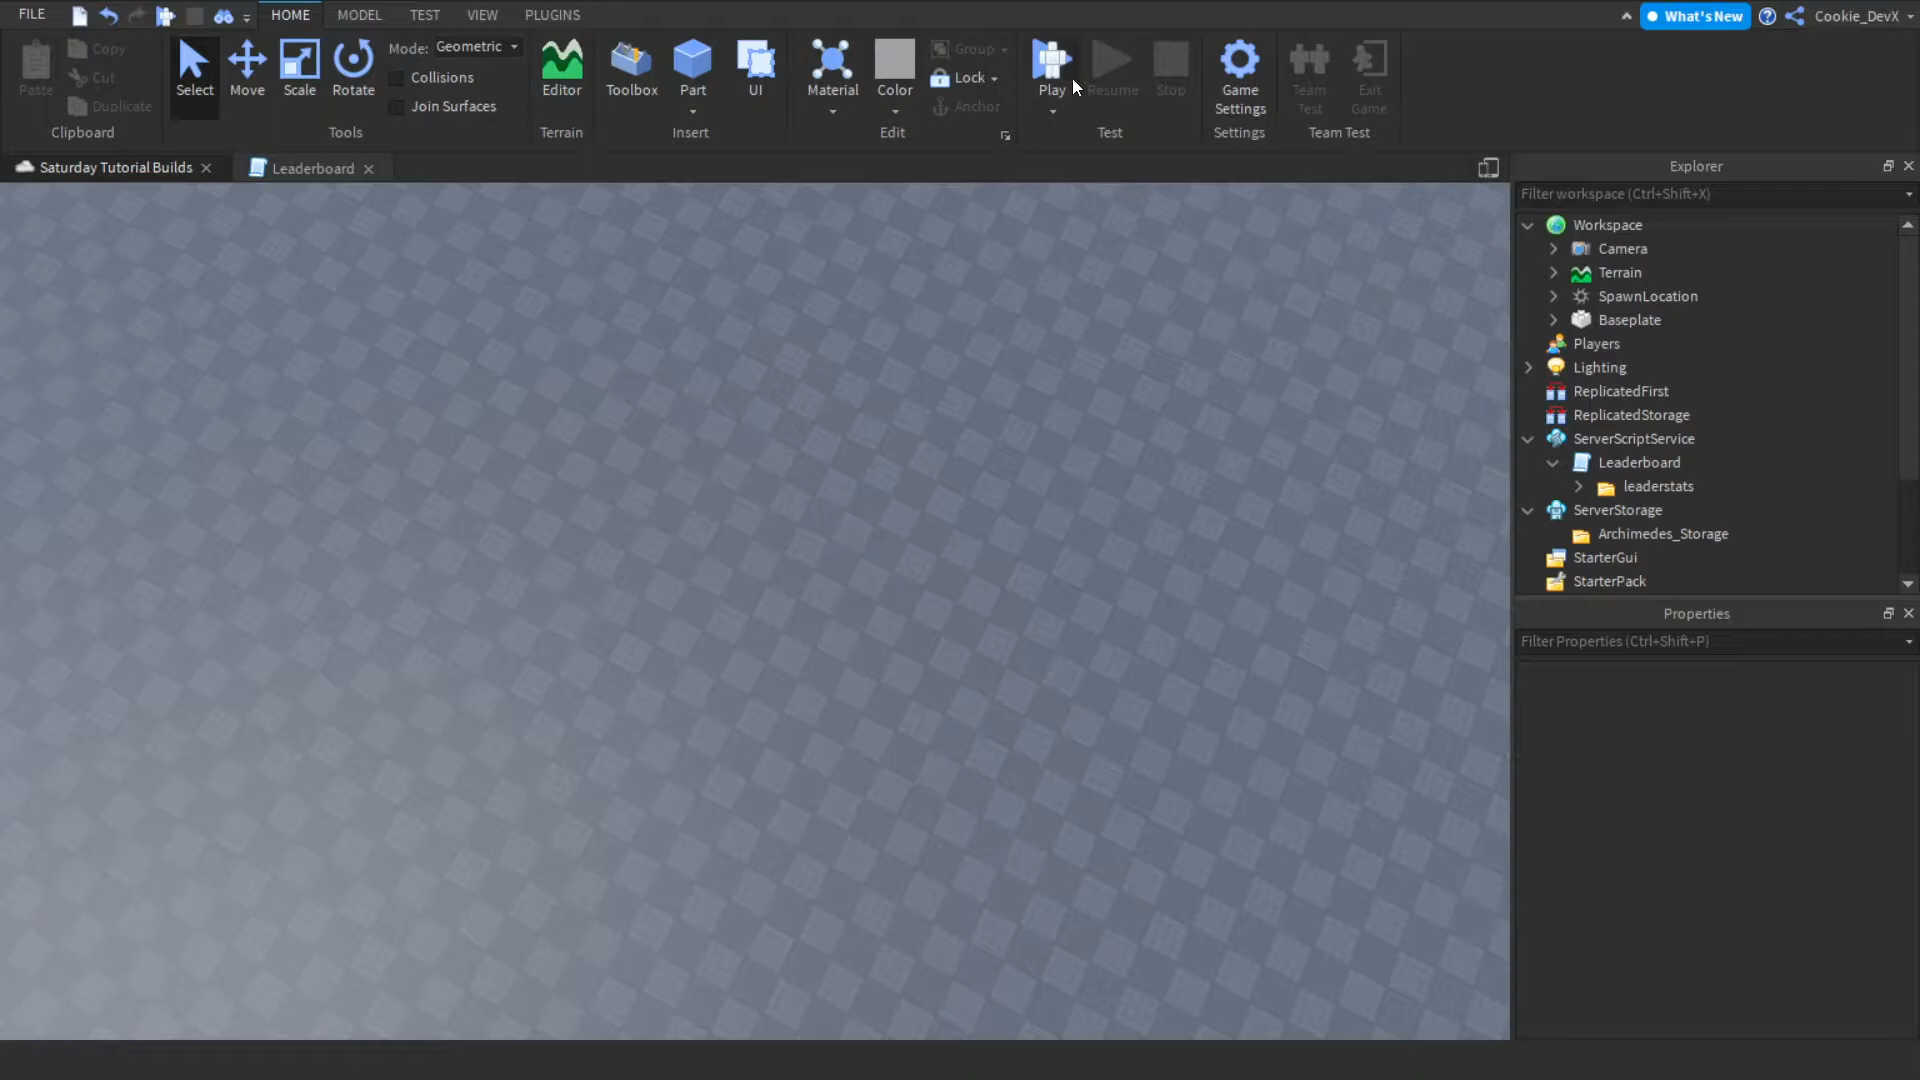 FILE HOME MODEL TEST VIEW PLUGINS What's New Cookie_DevX
Paste Copy Cut Duplicate Clipboard
Select Move Scale Rotate Mode: Geometric Collisions Join Surfaces Tools
Editor Terrain
Toolbox Part UI Insert
Material Color Group Lock Anchor Edit
Play Resume Stop Test
Game Settings Settings
Team Test Exit Game Team Test
Saturday Tutorial Builds Leaderboard
Explorer
Filter workspace (Ctrl+Shift+X)
Workspace
Camera
Terrain
SpawnLocation
Baseplate
Players
Lighting
ReplicatedFirst
ReplicatedStorage
ServerScriptService
Leaderboard
leaderstats
ServerStorage
Archimedes_Storage
StarterGui
StarterPack
Properties
Filter Properties (Ctrl+Shift+P)